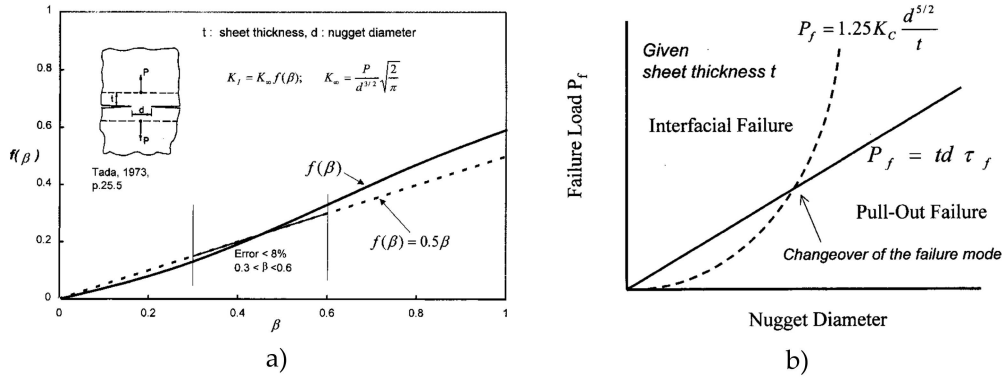 1
t : sheet thickness, d : nugget diameter
K_I = K_∞ f(β); K_∞ = P/d^{3/2} √(2/π)
0.8
P
t
d
P
0.6
f(β)
Tada, 1973,
p.25.5
0.4
f(β)
0.2
f(β) = 0.5β
Error < 8%
0.3 < β <0.6
0
0 0.2 0.4 0.6 0.8 1
β
a)
Failure Load P_f
Given
sheet thickness t
P_f = 1.25K_C d^{5/2}/t
Interfacial Failure
P_f = td τ_f
Pull-Out Failure
Changeover of the failure mode
Nugget Diameter
b)